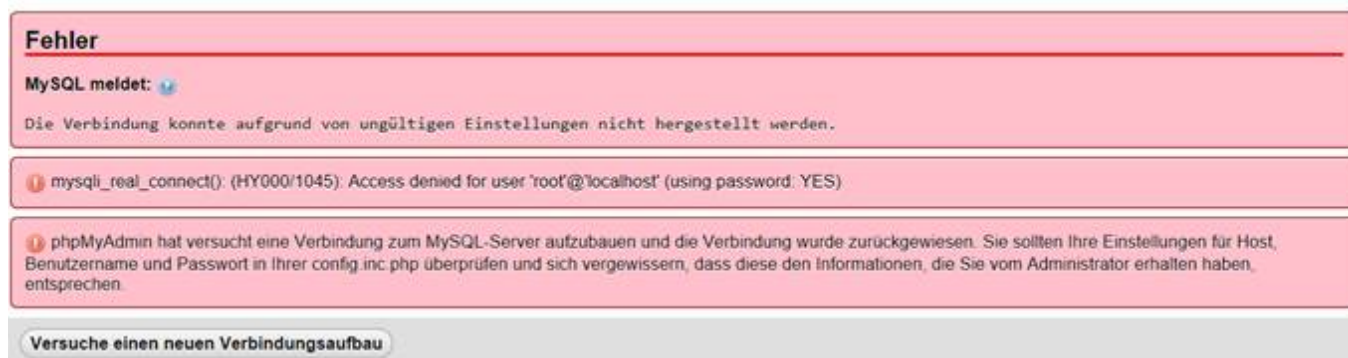 Fehler
MySQL meldet:
Die Verbindung konnte aufgrund von ungültigen Einstellungen nicht hergestellt werden.
mysqli_real_connect(): (HY000/1045): Access denied for user 'root'@'localhost' (using password: YES)
phpMyAdmin hat versucht eine Verbindung zum MySQL-Server aufzubauen und die Verbindung wurde zurückgewiesen. Sie sollten Ihre Einstellungen für Host,
Benutzername und Passwort in Ihrer config.inc.php überprüfen und sich vergewissern, dass diese den Informationen, die Sie vom Administrator erhalten haben,
entsprechen.
Versuche einen neuen Verbindungsaufbau